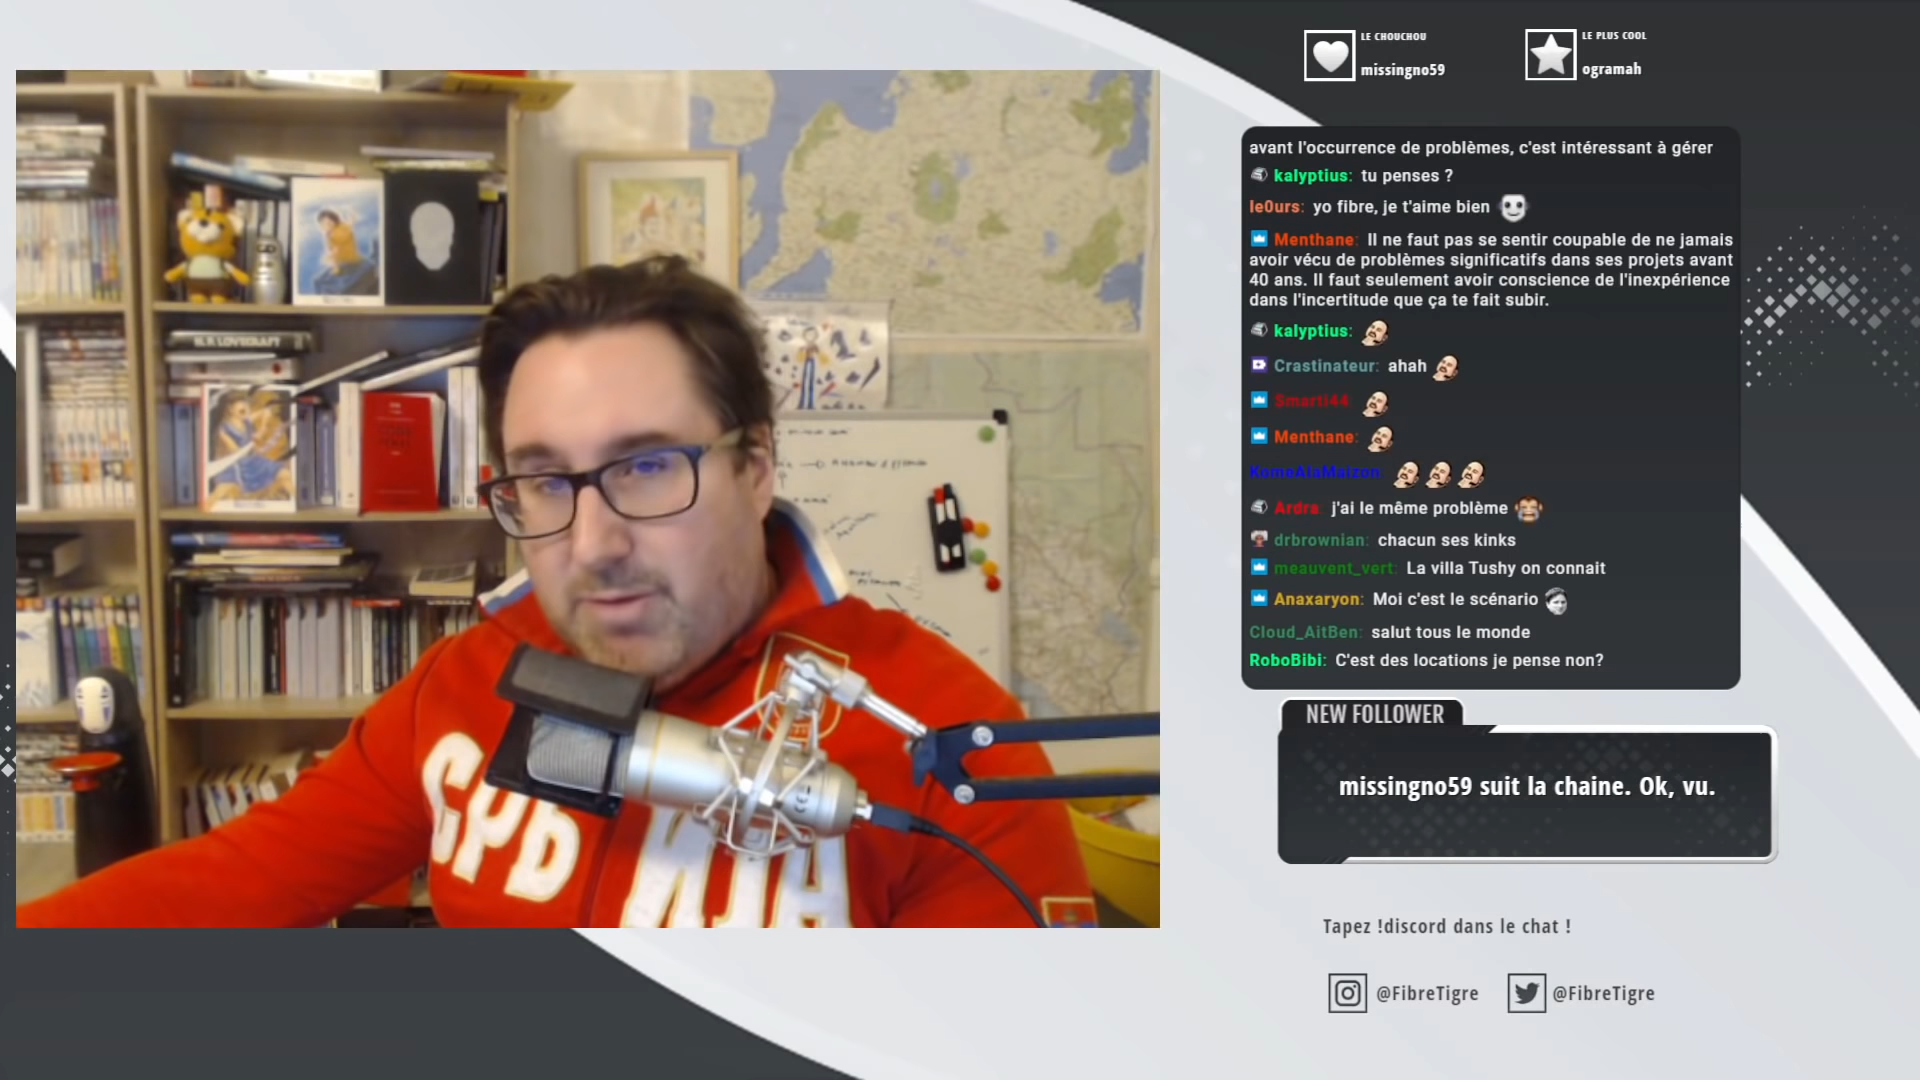 LE CHOUCHOU
missingno59
LE PLUS COOL
ogramah
avant l'occurrence de problèmes, c'est intéressant à gérer
kalyptius: tu penses ?
le0urs: yo fibre, je t'aime bien
Menthane: Il ne faut pas se sentir coupable de ne jamais
avoir vécu de problèmes significatifs dans ses projets avant
40 ans. Il faut seulement avoir conscience de l'inexpérience
dans l'incertitude que ça te fait subir.
kalyptius:
Crastinateur: ahah
Smarti44
Menthane:
KomoAlaMaizon:
Ardra: j'ai le même problème
drbrownian: chacun ses kinks
meauvent_vert: La villa Tushy on connait
Anaxaryon: Moi c'est le scénario
Cloud_AitBen: salut tous le monde
RoboBibi: C'est des locations je pense non?
NEW FOLLOWER
missingno59 suit la chaine. Ok, vu.
Tapez !discord dans le chat !
@FibreTigre
@FibreTigre
H.P. LOVECRAFT